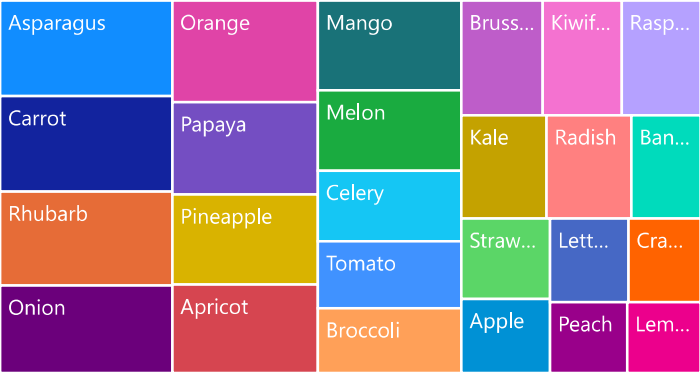 Asparagus
Carrot
Rhubarb
Onion
Orange
Papaya
Pineapple
Apricot
Mango
Melon
Celery
Tomato
Broccoli
Bruss...
Kiwif...
Rasp...
Kale
Radish
Ban...
Straw...
Lett...
Cra...
Apple
Peach
Lem...